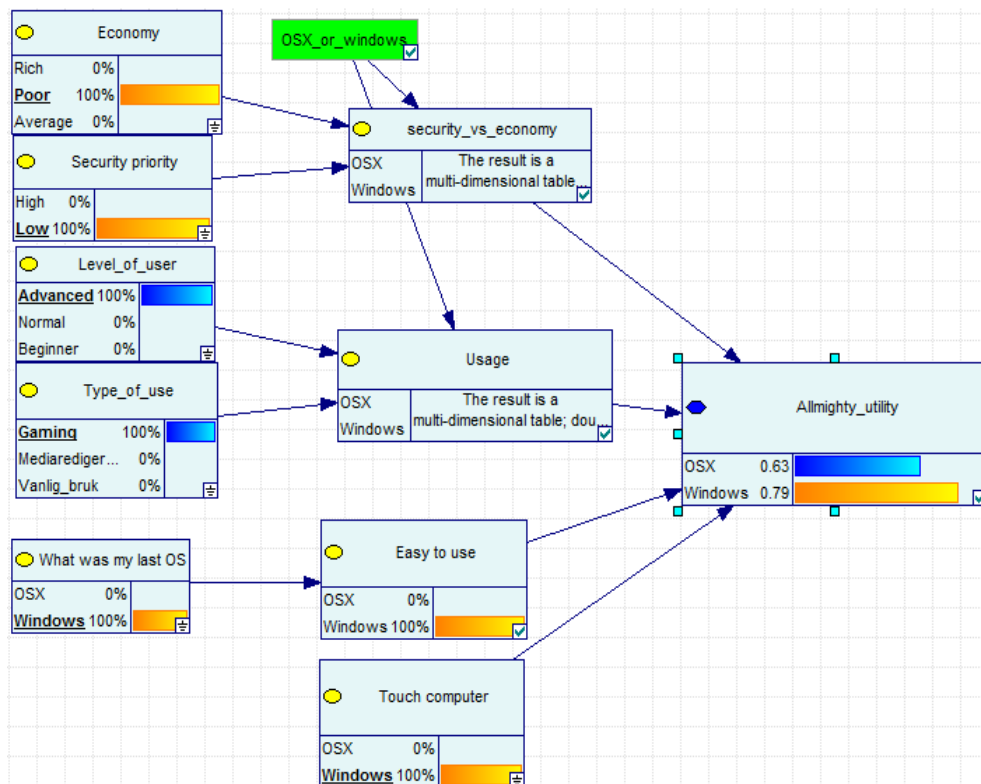 Economy
Rich 0%
Poor 100%
Average 0%
OSX_or_windows
security_vs_economy
OSX
Windows
The result is a
multi-dimensional table...
Security priority
High 0%
Low 100%
Level_of_user
Advanced 100%
Normal 0%
Beginner 0%
Usage
OSX
Windows
The result is a
multi-dimensional table; dou...
Type_of_use
Gaming 100%
Mediarediger... 0%
Vanlig_bruk 0%
Allmighty_utility
OSX 0.63
Windows 0.79
What was my last OS
OSX 0%
Windows 100%
Easy to use
OSX 0%
Windows 100%
Touch computer
OSX 0%
Windows 100%